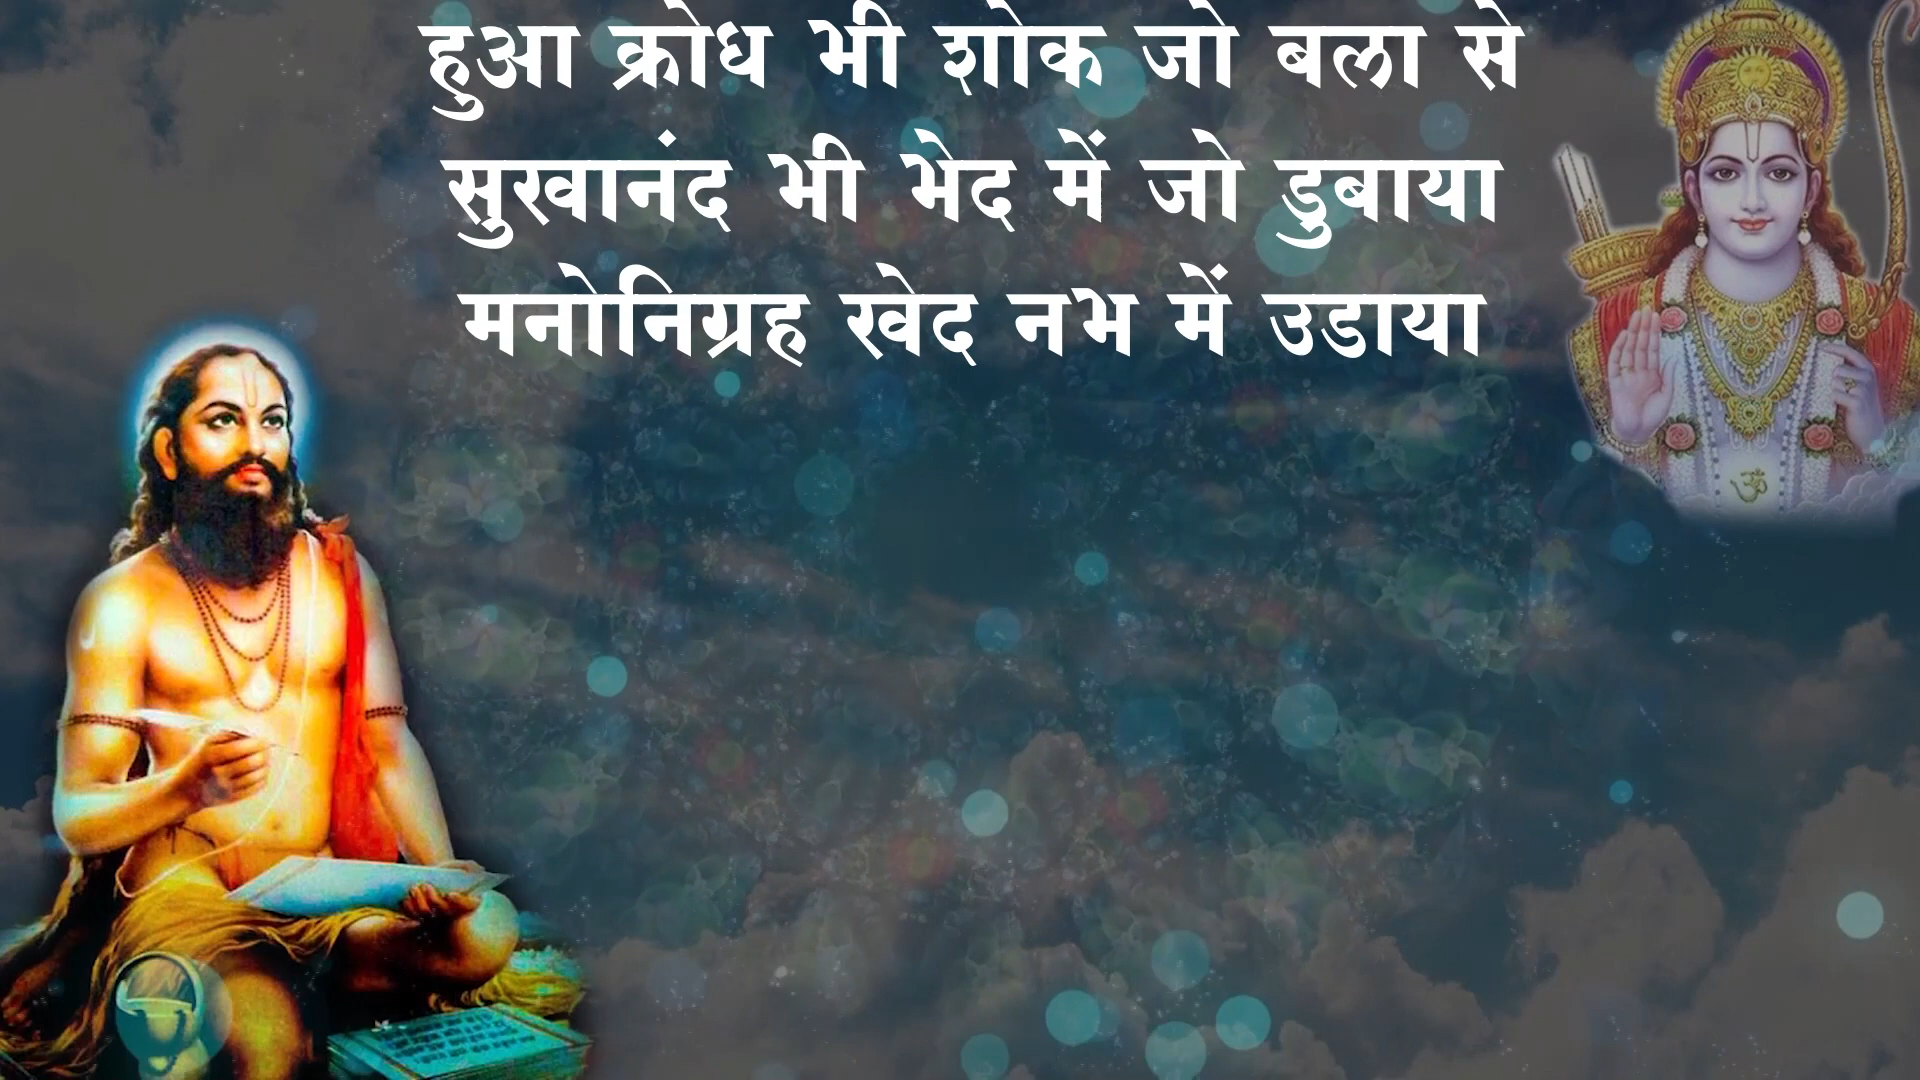 हुआ क्रोध भी शोक जो बला से
सुखानंद भी भेद में जो डुबाया
मनोनिग्रह खेद नभ में उडाया
ॐ